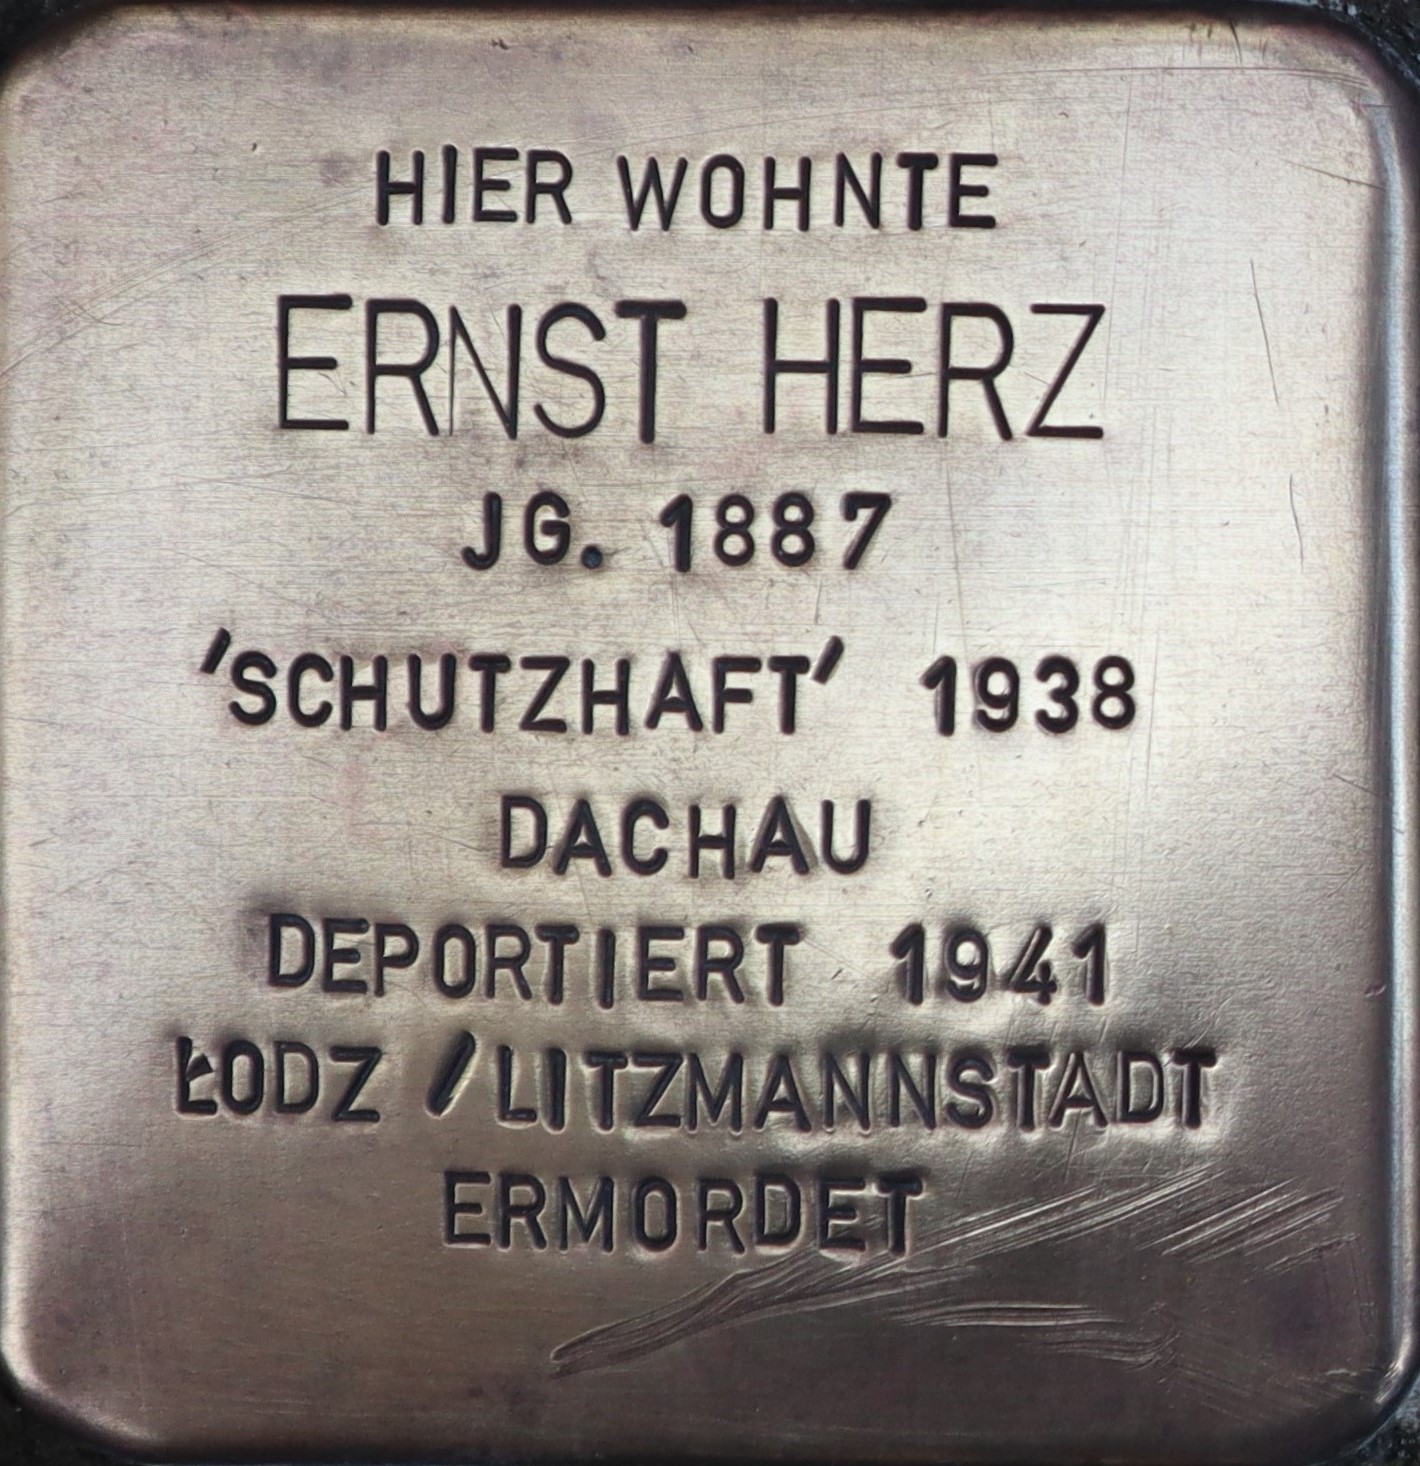 HIER WOHNTE
ERNST HERZ
JG. 1887
'SCHUTZHAFT' 1938
DACHAU
DEPORTIERT 1941
ŁODZ / LITZMANNSTADT
ERMORDET